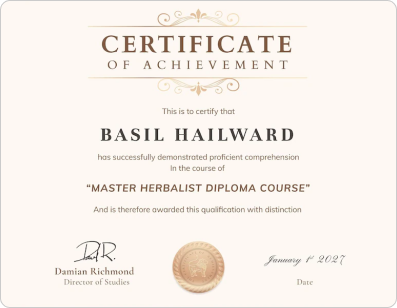 CERTIFICATE
OF ACHIEVEMENT
This is to certify that
BASIL HAILWARD
has successfully demonstrated proficient comprehension
In the course of
“MASTER HERBALIST DIPLOMA COURSE”
And is therefore awarded this qualification with distinction
Damian Richmond
Director of Studies
January 1st 2027
Date